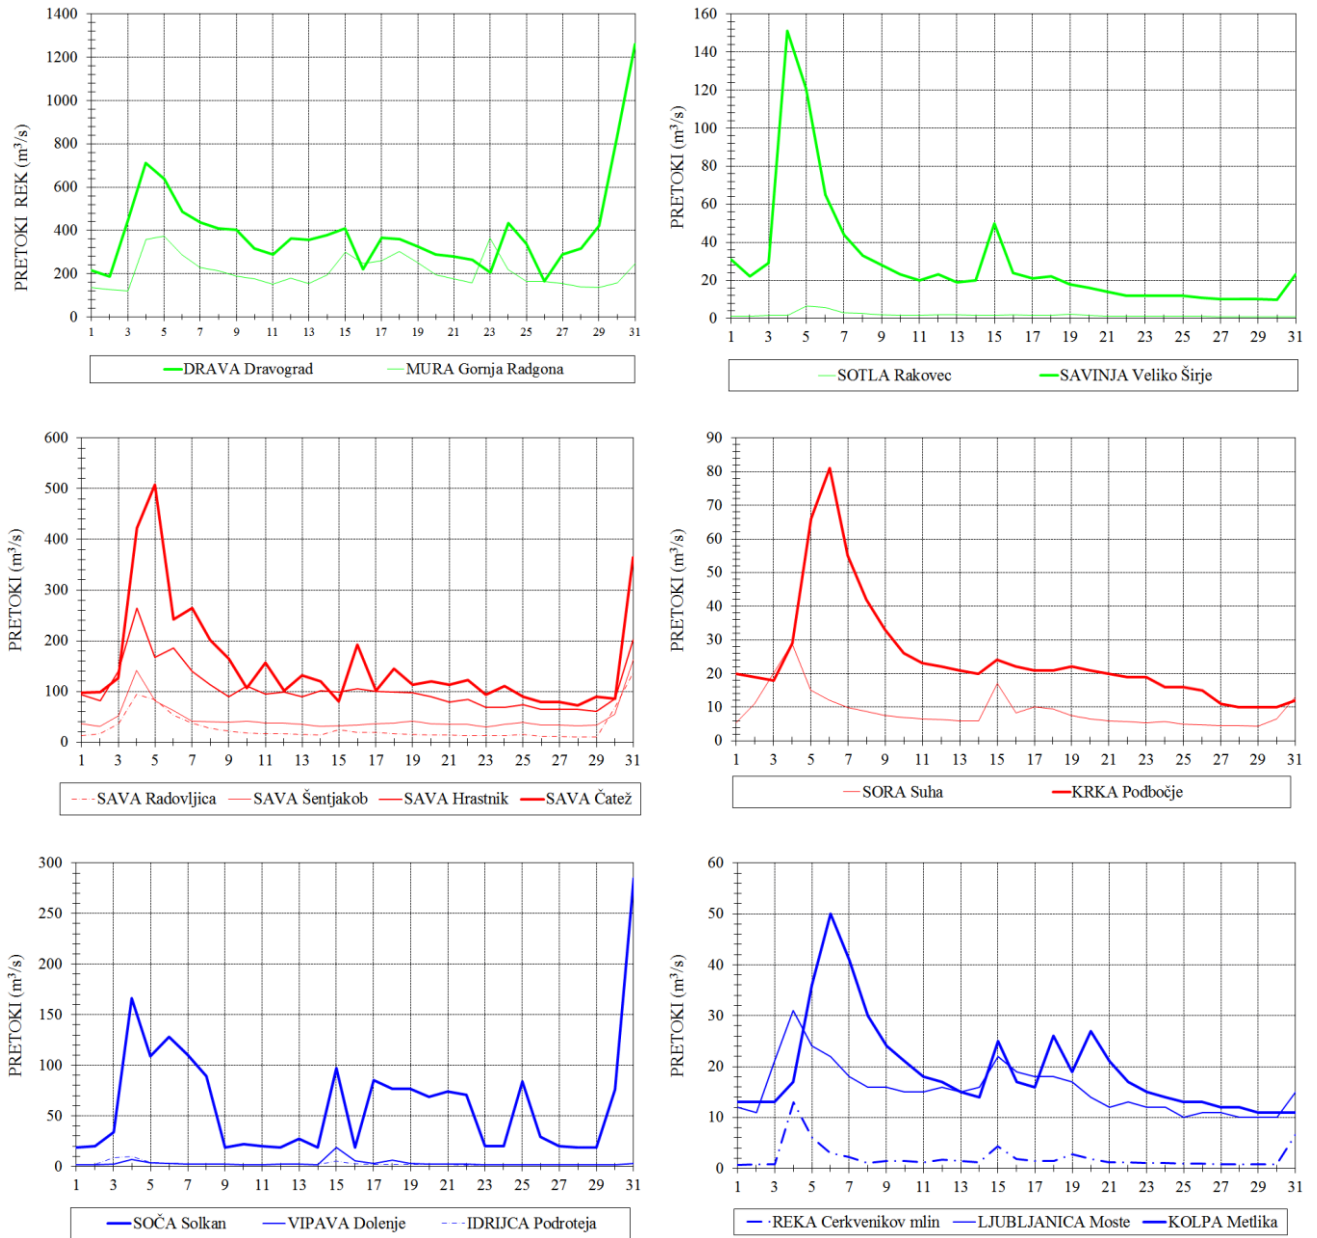 PRETOKI REK (m³/s)
1400
1200
1000
800
600
400
200
0
1 3 5 7 9 11 13 15 17 19 21 23 25 27 29 31
DRAVA Dravograd MURA Gornja Radgona
PRETOKI (m³/s)
160
140
120
100
80
60
40
20
0
1 3 5 7 9 11 13 15 17 19 21 23 25 27 29 31
SOTLA Rakovec SAVINJA Veliko Širje
PRETOKI (m³/s)
600
500
400
300
200
100
0
1 3 5 7 9 11 13 15 17 19 21 23 25 27 29 31
SAVA Radovljica SAVA Šentjakob SAVA Hrastnik SAVA Čatež
PRETOKI (m³/s)
90
80
70
60
50
40
30
20
10
0
1 3 5 7 9 11 13 15 17 19 21 23 25 27 29 31
SORA Suha KRKA Podbočje
PRETOKI (m³/s)
300
250
200
150
100
50
0
1 3 5 7 9 11 13 15 17 19 21 23 25 27 29 31
SOČA Solkan VIPAVA Dolenje IDRIJCA Podroteja
PRETOKI (m³/s)
60
50
40
30
20
10
0
1 3 5 7 9 11 13 15 17 19 21 23 25 27 29 31
REKA Cerkvenikov mlin LJUBLJANICA Moste KOLPA Metlika